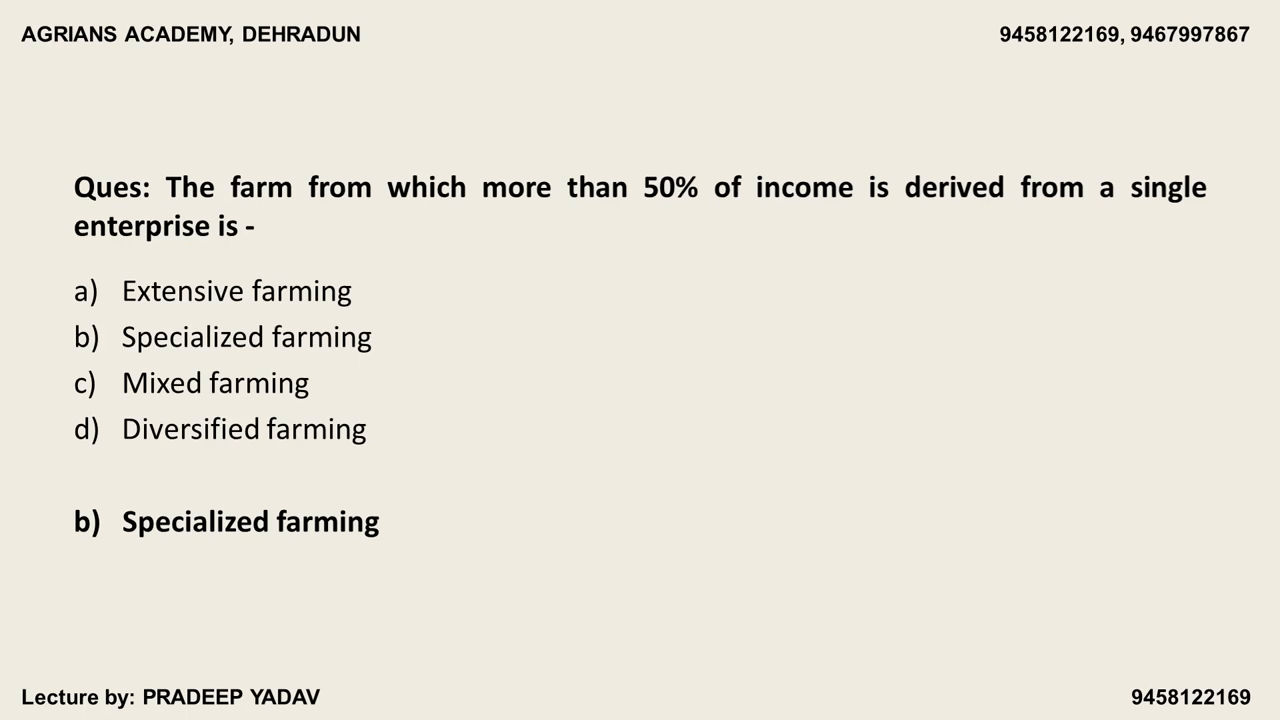 AGRIANS ACADEMY, DEHRADUN
9458122169, 9467997867
Ques: The farm from which more than 50% of income is derived from a single
enterprise is -
a) Extensive farming
b) Specialized farming
c) Mixed farming
d) Diversified farming
b) Specialized farming
Lecture by: PRADEEP YADAV
9458122169